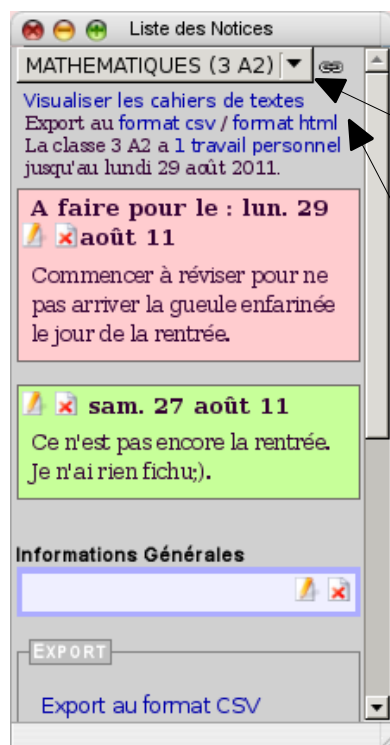 Liste des Notices
MATHEMATIQUES (3 A2)
Visualiser les cahiers de textes
Export au format csv / format html
La classe 3 A2 a 1 travail personnel
jusqu'au lundi 29 août 2011.
A faire pour le : lun. 29
août 11
Commencer à réviser pour ne
pas arriver la gueule enfarinée
le jour de la rentrée.
sam. 27 août 11
Ce n'est pas encore la rentrée.
Je n'ai rien fichu;).
Informations Générales
EXPORT
Export au format CSV